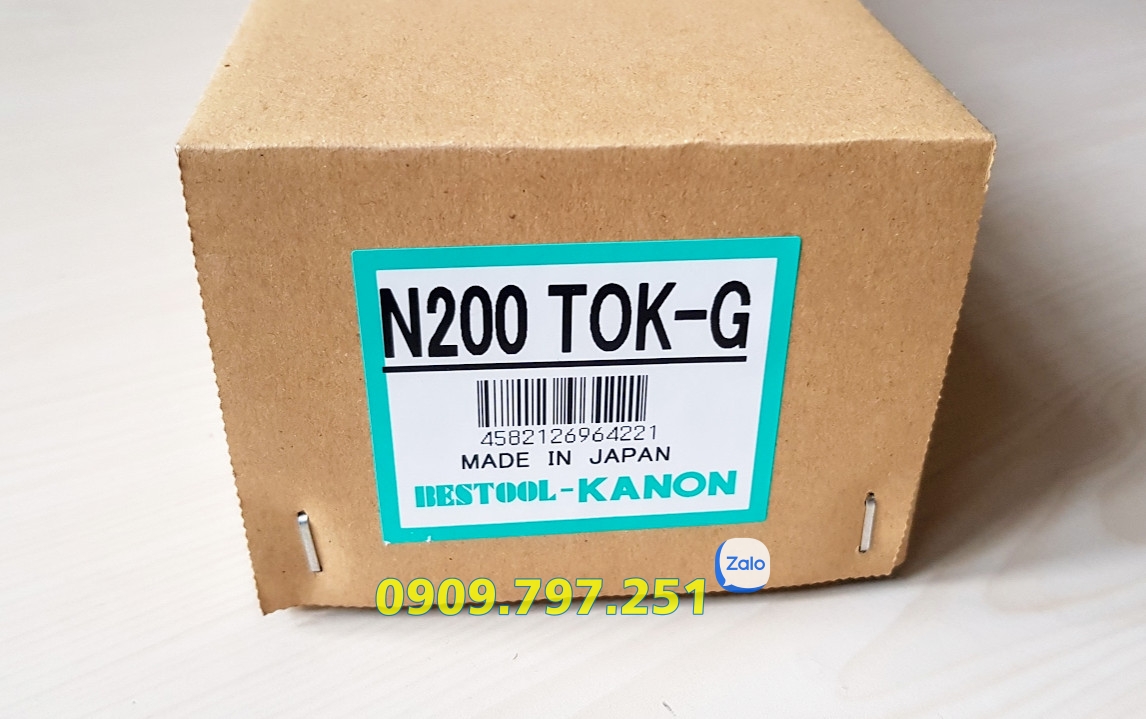 N200 TOK-G
4582126964221
MADE IN JAPAN
BESTOOL-KANON
0909.797.251 Zalo